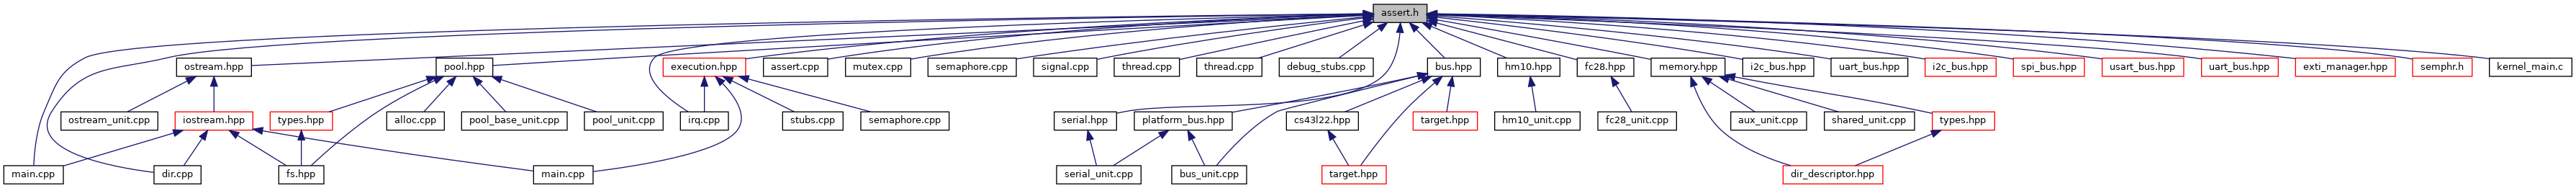 assert.h
ostream.hpp
pool.hpp
execution.hpp
assert.cpp
mutex.cpp
semaphore.cpp
signal.cpp
thread.cpp
thread.cpp
debug_stubs.cpp
bus.hpp
hm10.hpp
fc28.hpp
memory.hpp
i2c_bus.hpp
uart_bus.hpp
i2c_bus.hpp
spi_bus.hpp
usart_bus.hpp
uart_bus.hpp
exti_manager.hpp
semphr.h
kernel_main.c
ostream_unit.cpp
iostream.hpp
types.hpp
alloc.cpp
pool_base_unit.cpp
pool_unit.cpp
irq.cpp
stubs.cpp
semaphore.cpp
serial.hpp
platform_bus.hpp
cs43l22.hpp
target.hpp
hm10_unit.cpp
fc28_unit.cpp
aux_unit.cpp
shared_unit.cpp
types.hpp
main.cpp
dir.cpp
fs.hpp
main.cpp
serial_unit.cpp
bus_unit.cpp
target.hpp
dir_descriptor.hpp